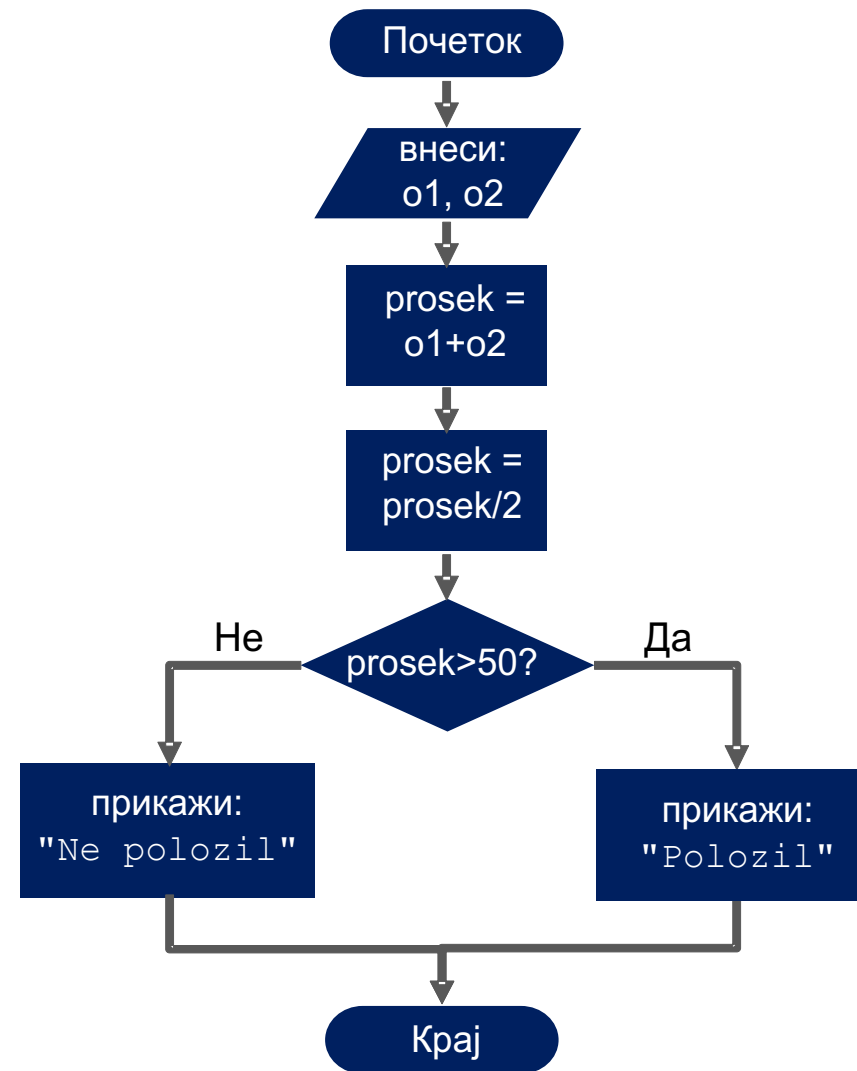 Почеток
внеси:
o1, o2
prosek =
o1+o2
prosek =
prosek/2
Не
prosek>50?
Да
прикажи:
"Ne polozil"
прикажи:
"Polozil"
Крај